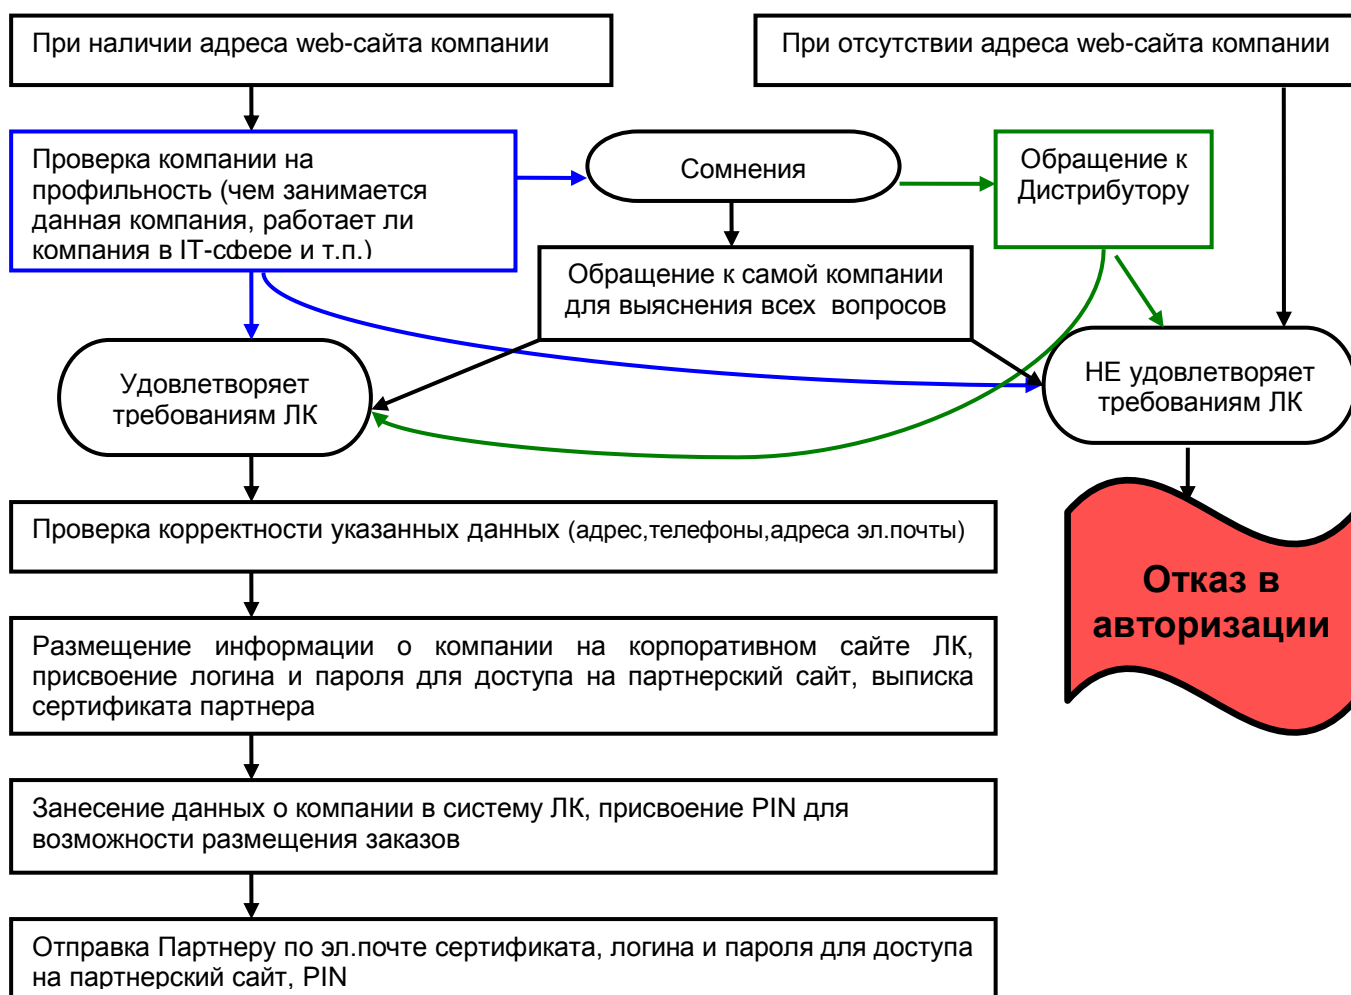 При наличии адреса web-сайта компании
При отсутствии адреса web-сайта компании
Проверка компании на
профильность (чем занимается
данная компания, работает ли
компания в IT-сфере и т.п.)
Сомнения
Обращение к
Дистрибутору
Обращение к самой компании
для выяснения всех вопросов
Удовлетворяет
требованиям ЛК
НЕ удовлетворяет
требованиям ЛК
Проверка корректности указанных данных (адрес,телефоны,адреса эл.почты)
Отказ в
авторизации
Размещение информации о компании на корпоративном сайте ЛК,
присвоение логина и пароля для доступа на партнерский сайт, выписка
сертификата партнера
Занесение данных о компании в систему ЛК, присвоение PIN для
возможности размещения заказов
Отправка Партнеру по эл.почте сертификата, логина и пароля для доступа
на партнерский сайт, PIN